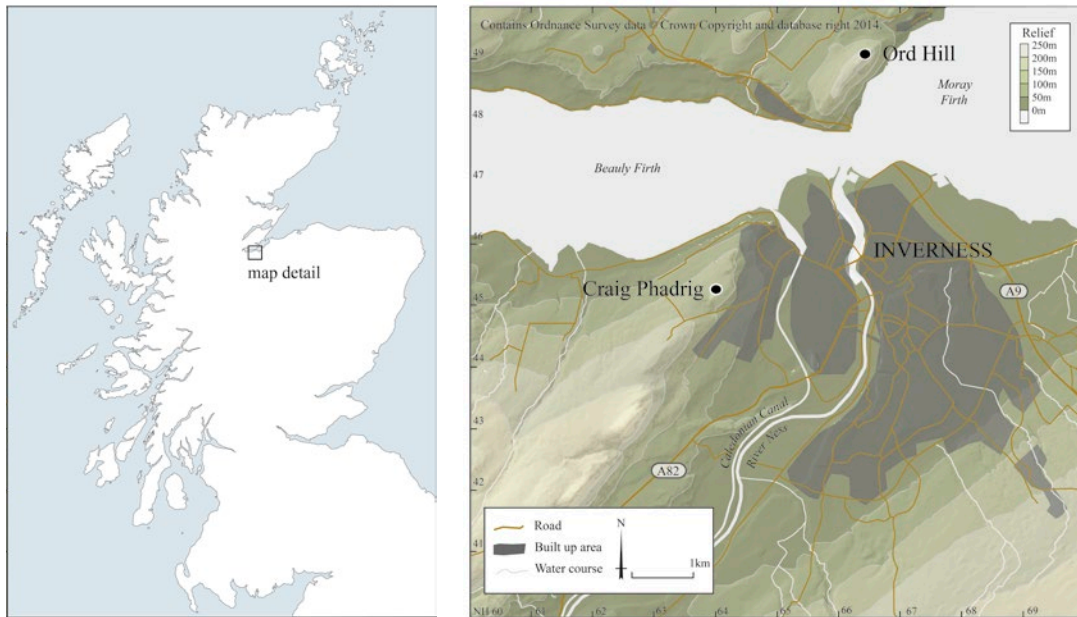 map detail
Contains Ordnance Survey data © Crown Copyright and database right 2014.
Relief
250m
200m
150m
100m
50m
0m
49
Ord Hill
Moray
Firth
48
Beauly Firth
47
46
INVERNESS
Craig Phadrig
45
A9
44
43
Caledonian Canal
River Ness
A82
42
41
Road
Built up area
Water course
N
1km
NH 60
61
62
63
64
65
66
67
68
69